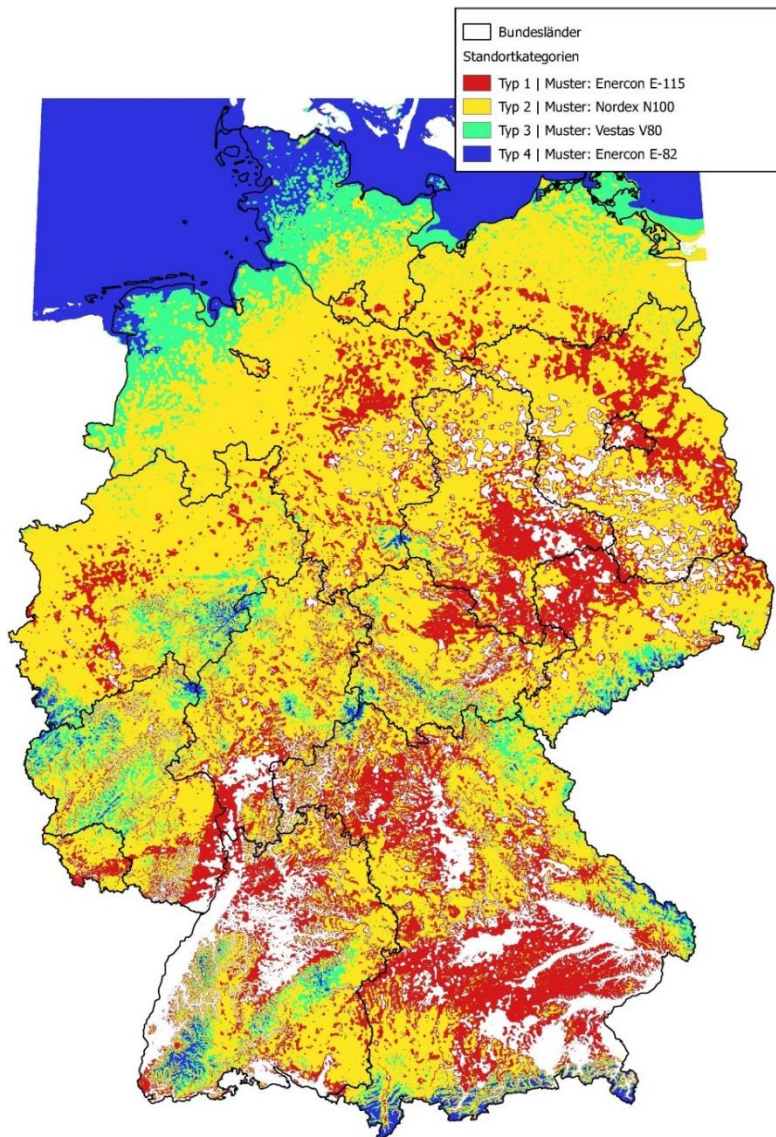 Bundesländer
Standortkategorien
Typ 1 | Muster: Enercon E-115
Typ 2 | Muster: Nordex N100
Typ 3 | Muster: Vestas V80
Typ 4 | Muster: Enercon E-82